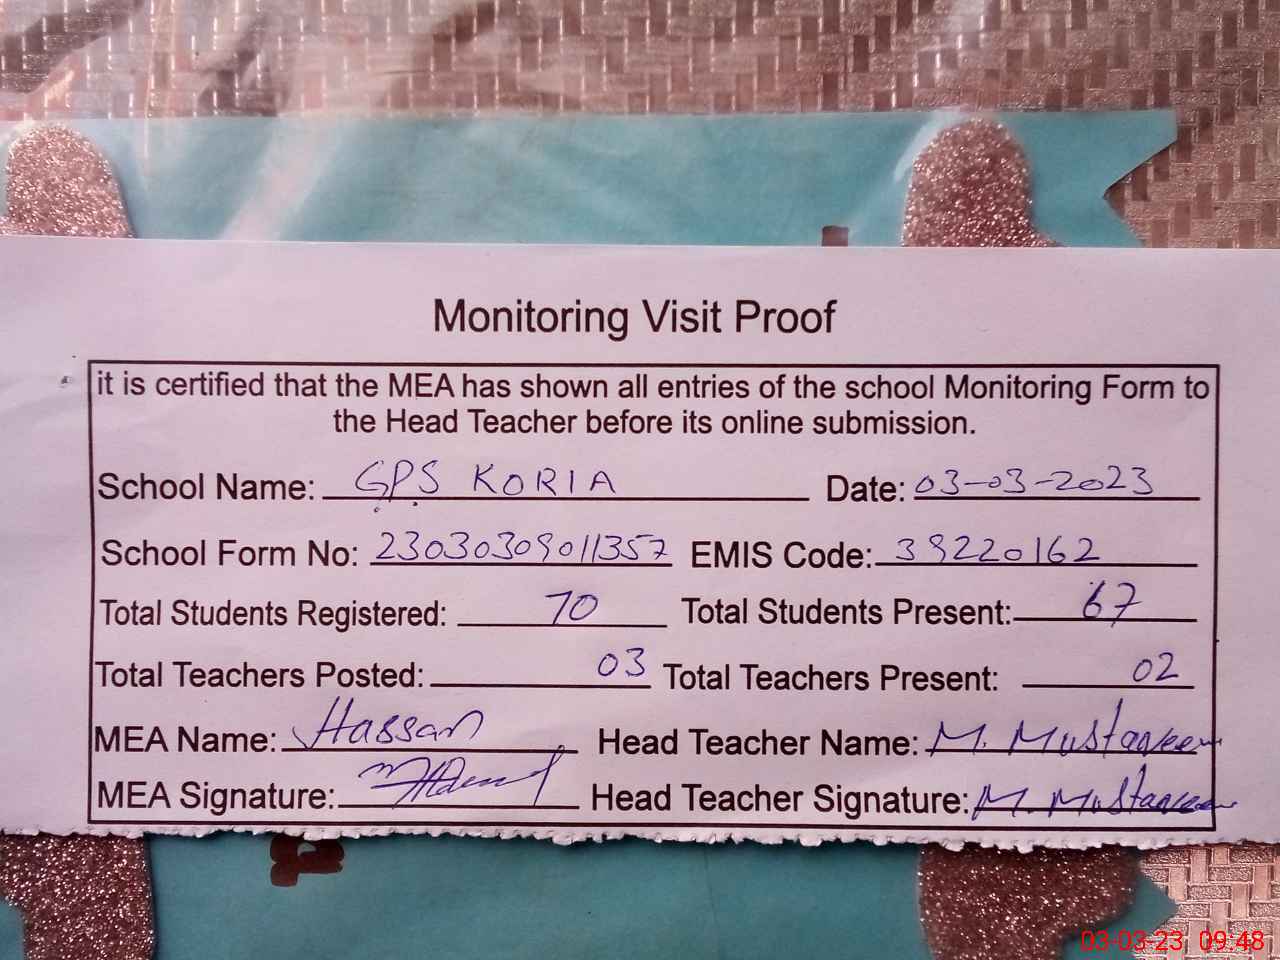 Monitoring Visit Proof
it is certified that the MEA has shown all entries of the school Monitoring Form to
the Head Teacher before its online submission.
School Name: GPS KORIA Date: 03-03-2023
School Form No: 23030309011357 EMIS Code: 39220162
Total Students Registered: 70 Total Students Present: 67
Total Teachers Posted: 03 Total Teachers Present: 02
MEA Name: Hassan Head Teacher Name: M. Mustaqeem
MEA Signature: Head Teacher Signature: M. Mustaqeem
03-03-23 09:48